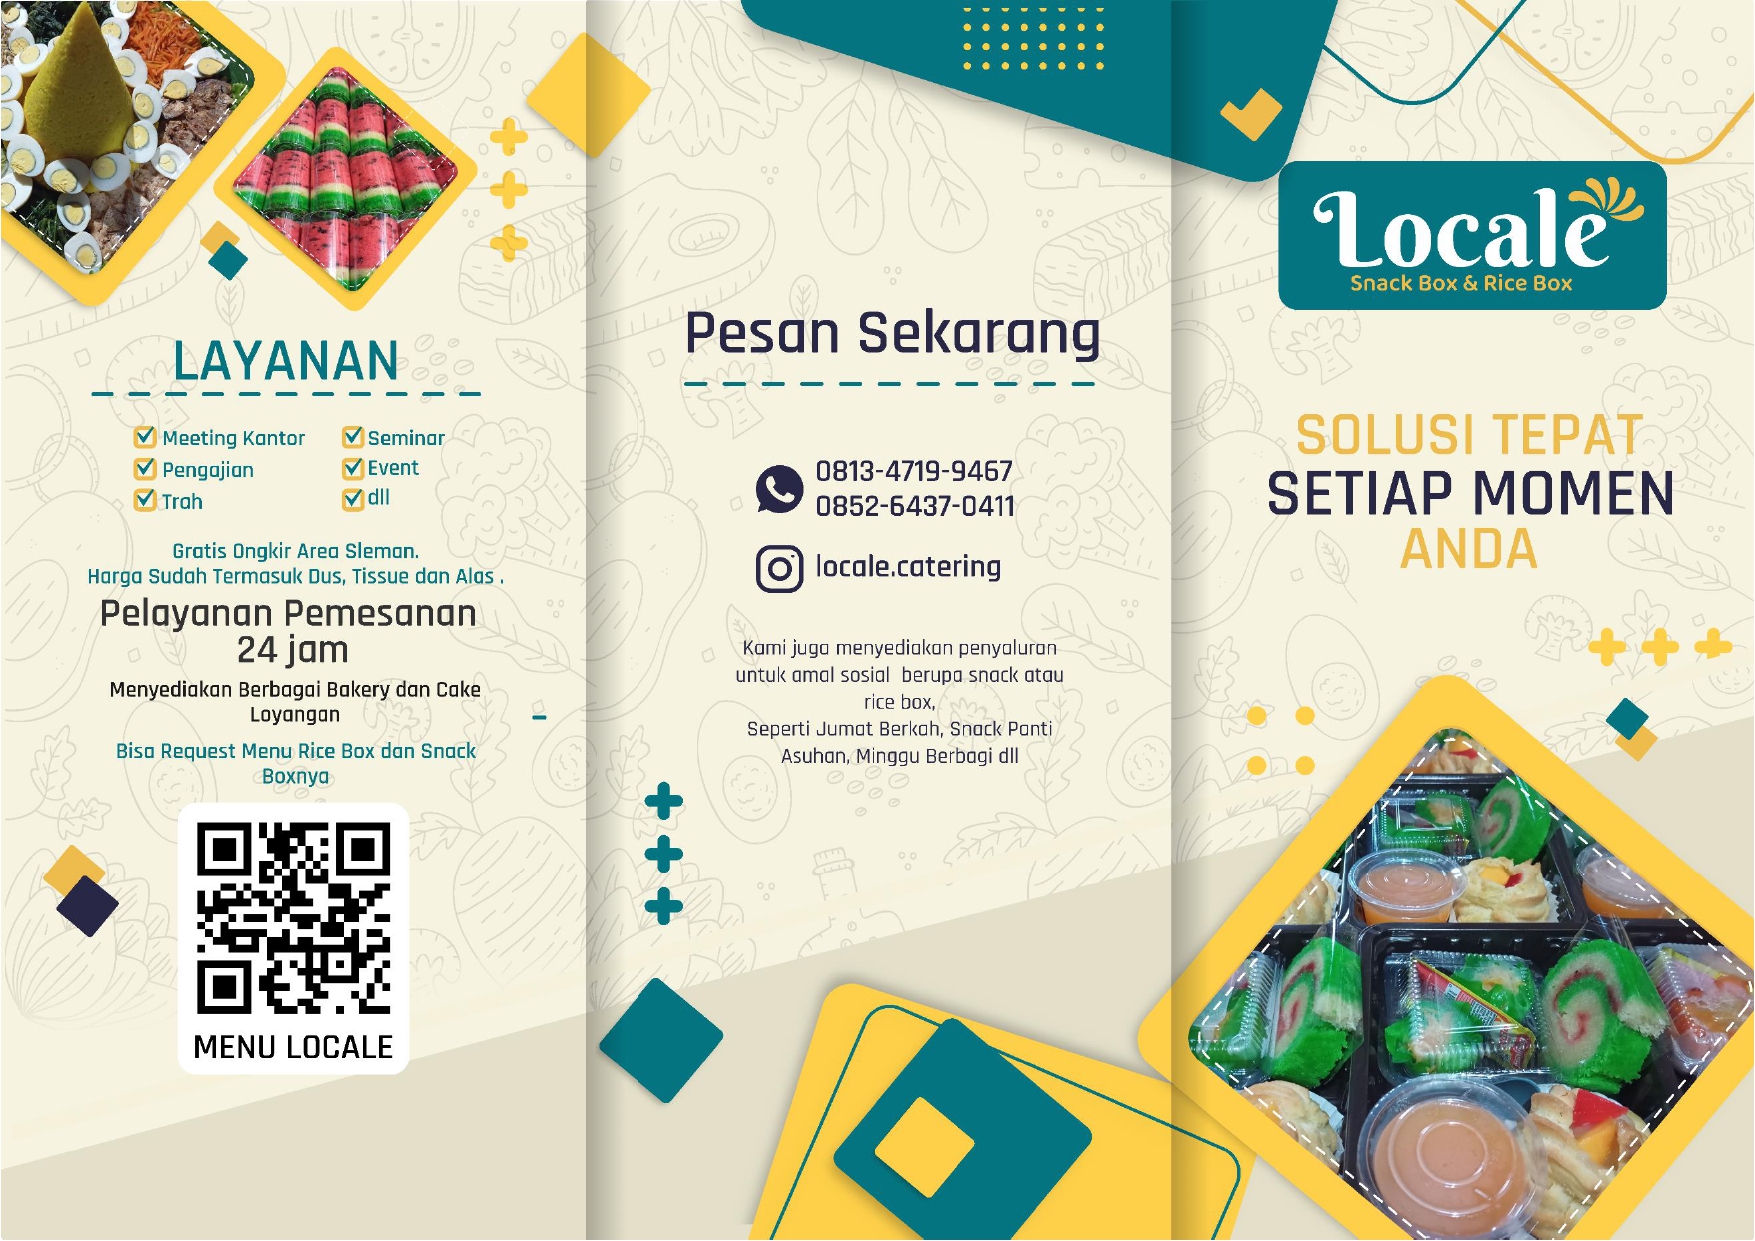 LAYANAN
Meeting Kantor
Pengajian
Trah
Seminar
Event
dll
Gratis Ongkir Area Sleman.
Harga Sudah Termasuk Dus, Tissue dan Alas .
Pelayanan Pemesanan
24 jam
Menyediakan Berbagai Bakery dan Cake
Loyangan
Bisa Request Menu Rice Box dan Snack
Boxnya
MENU LOCALE
Pesan Sekarang
0813-4719-9467
0852-6437-0411
locale.catering
Kami juga menyediakan penyaluran
untuk amal sosial berupa snack atau
rice box,
Seperti Jumat Berkah, Snack Panti
Asuhan, Minggu Berbagi dll
Locale
Snack Box & Rice Box
SOLUSI TEPAT
SETIAP MOMEN
ANDA